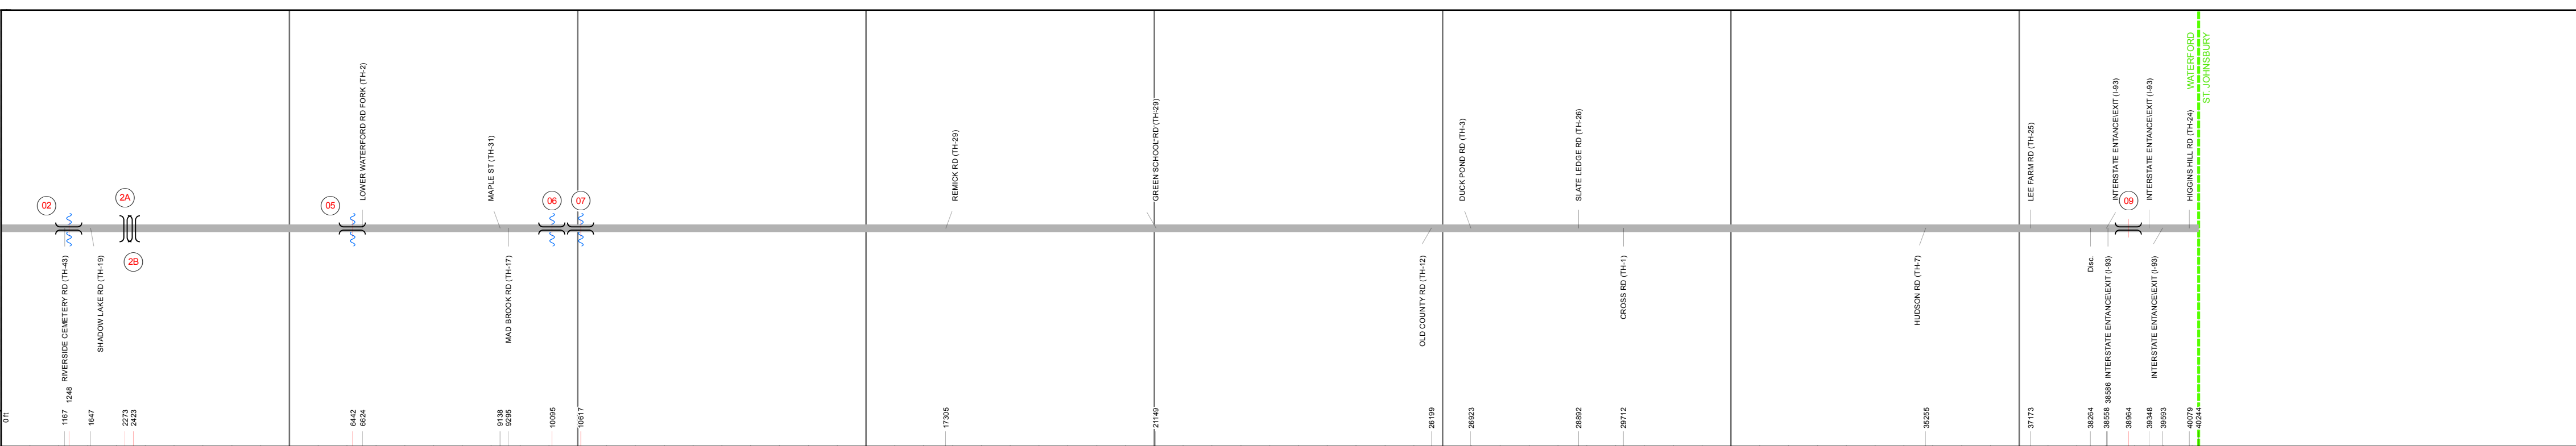 WATERFORD
ST. JOHNSBURY
LOWER WATERFORD RD FORK (TH-2)
MAPLE ST (TH-31)
REMICK RD (TH-29)
GREEN SCHOOL RD (TH-29)
DUCK POND RD (TH-3)
SLATE LEDGE RD (TH-26)
LEE FARM RD (TH-25)
INTERSTATE ENTANCE\EXIT (I-93)
INTERSTATE ENTANCE\EXIT (I-93)
HIGGINS HILL RD (TH-24)
02
2A
2B
05
06
07
09
RIVERSIDE CEMETERY RD (TH-43)
SHADOW LAKE RD (TH-19)
MAD BROOK RD (TH-17)
OLD COUNTY RD (TH-12)
CROSS RD (TH-1)
HUDSON RD (TH-7)
Disc.
INTERSTATE ENTANCE\EXIT (I-93)
INTERSTATE ENTANCE\EXIT (I-93)
0 ft
1167
1248
1647
2273
2423
6442
6624
9138
9295
10095
10617
17305
21149
26199
26923
28892
29712
35255
37173
38264
38558
38586
38964
39348
39593
40079
40244